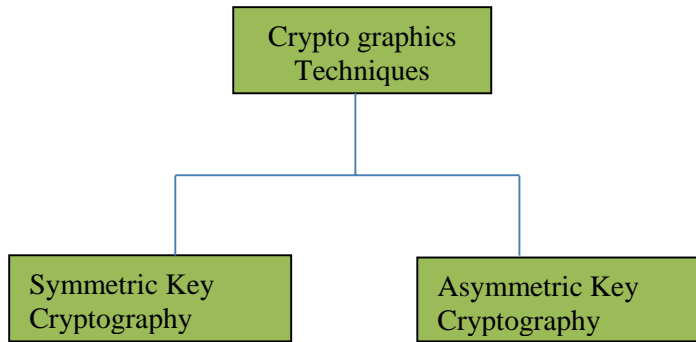 Crypto graphics
Techniques
Symmetric Key
Cryptography
Asymmetric Key
Cryptography